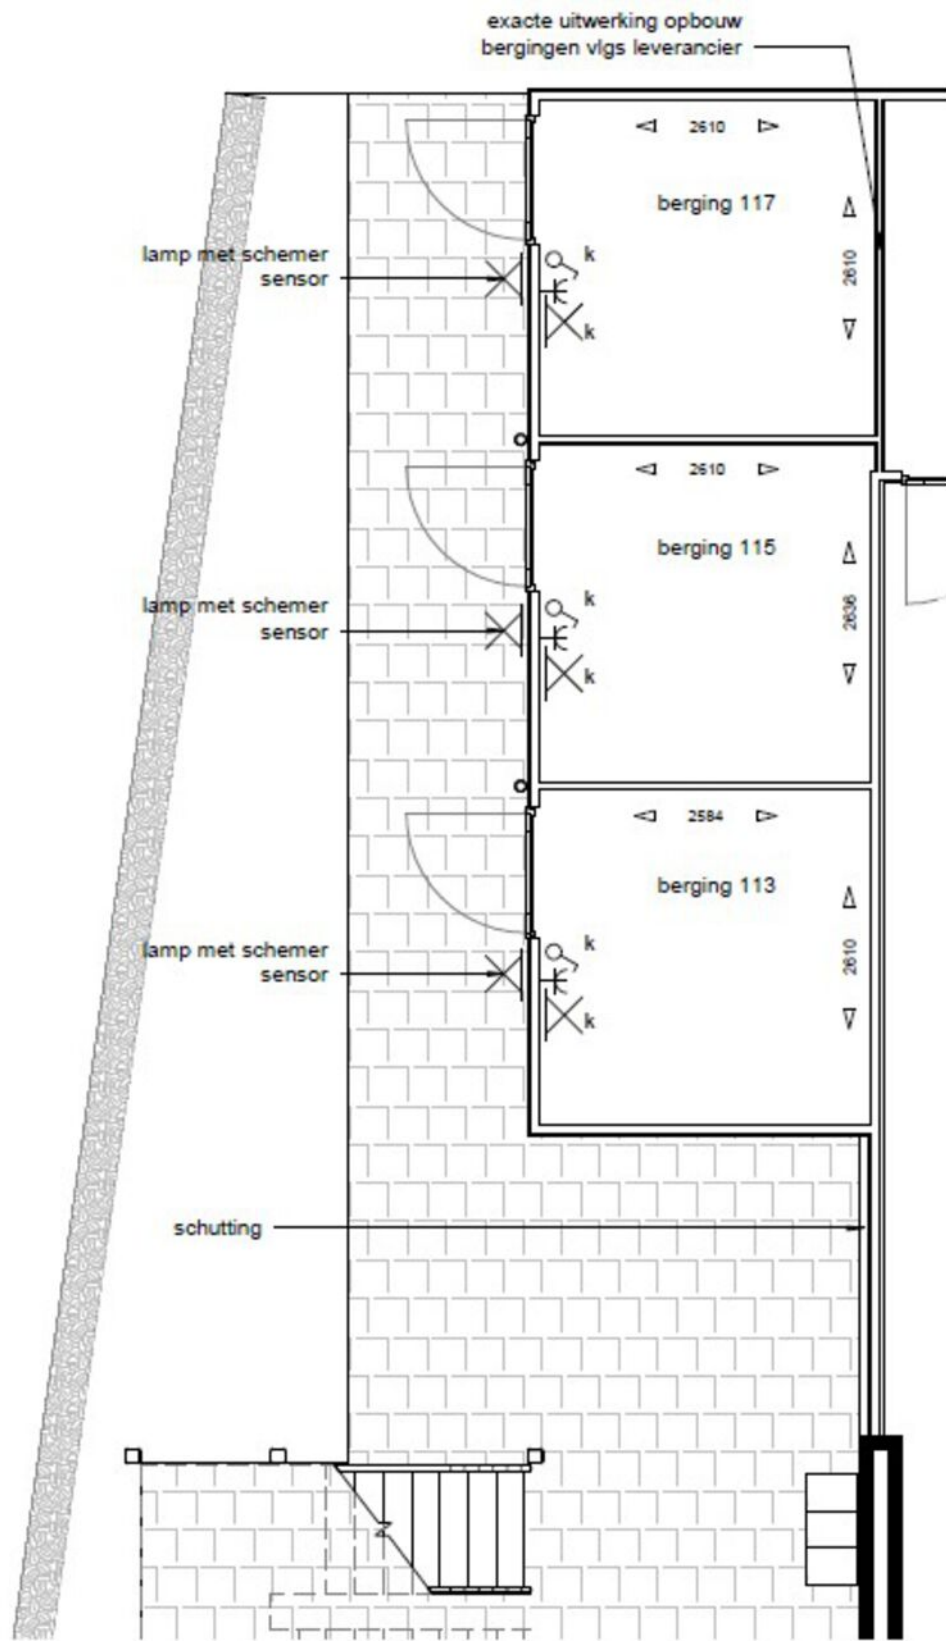 exacte uitwerking opbouw
bergingen vlgs leverancier
2610
berging 117
2610
lamp met schemer
sensor
k
k
2610
berging 115
2636
lamp met schemer
sensor
k
k
2584
berging 113
2610
lamp met schemer
sensor
k
k
schutting